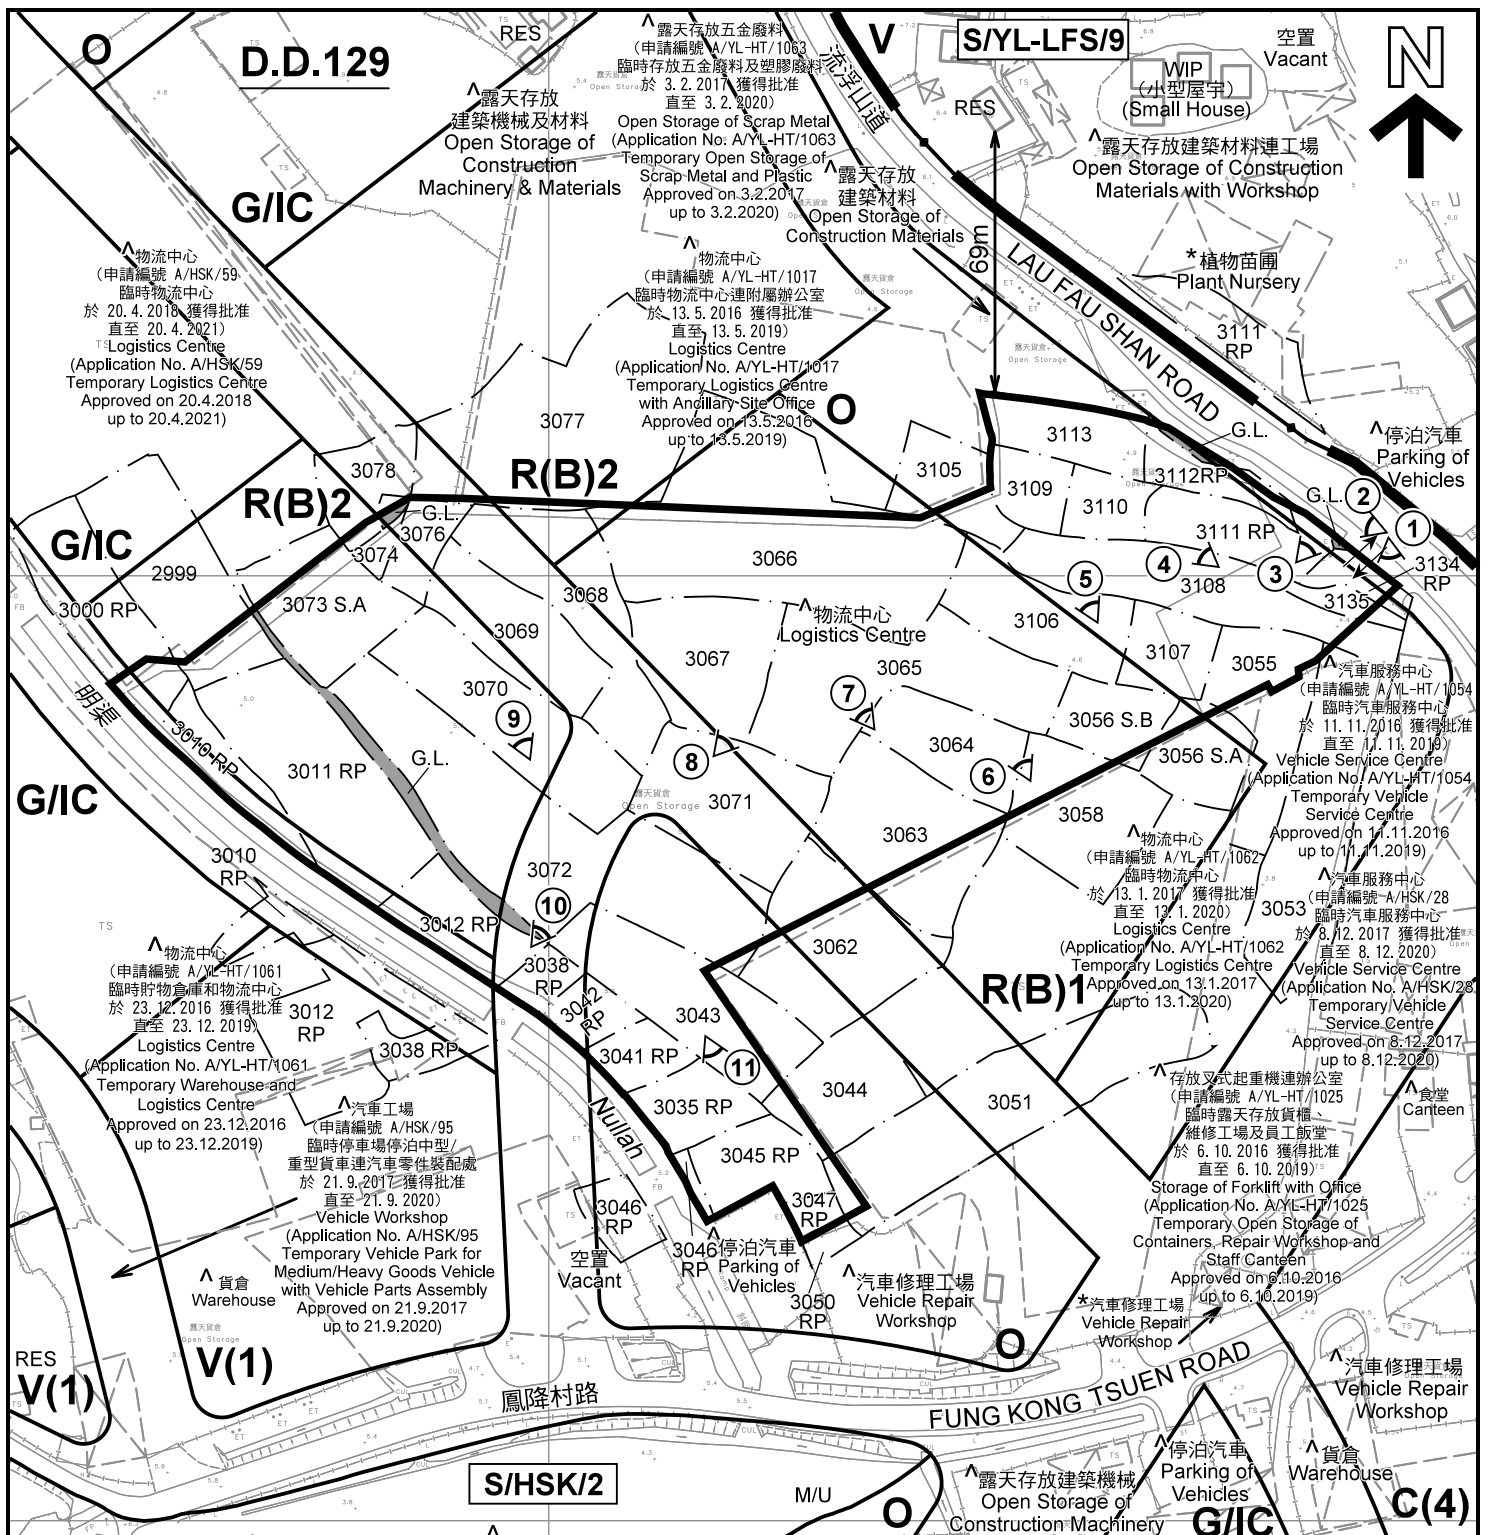 O
D.D.129
RES
^露天存放
建築機械及材料
Open Storage of
Construction
Machinery & Materials
^露天存放五金廢料
(申請編號 A/YL-HT/1063
臨時存放五金廢料及塑膠廢料
於 3.2.2017 獲得批准
直至 3.2.2020)
Open Storage of Scrap Metal
(Application No. A/YL-HT/1063
Temporary Open Storage of
Scrap Metal and Plastic
Approved on 3.2.2017
up to 3.2.2020)
流浮山道
V
S/YL-LFS/9
空置
Vacant
N
WIP
(小型屋宇)
(Small House)
RES
^露天存放建築材料連工場
Open Storage of Construction
Materials with Workshop
^露天存放
建築材料
Open Storage of
Construction Materials
69m
*植物苗圃
Plant Nursery
LAU FAU SHAN ROAD
3111
RP
G/IC
^物流中心
(申請編號 A/HSK/59
臨時物流中心
於 20.4.2018 獲得批准
直至 20.4.2021)
Logistics Centre
(Application No. A/HSK/59
Temporary Logistics Centre
Approved on 20.4.2018
up to 20.4.2021)
^物流中心
(申請編號 A/YL-HT/1017
臨時物流中心連附屬辦公室
於 13.5.2016 獲得批准
直至 13.5.2019)
Logistics Centre
(Application No. A/YL-HT/1017
Temporary Logistics Centre
with Ancillary Site Office
Approved on 13.5.2016
up to 13.5.2019)
O
3077
3078
R(B)2
R(B)2
3105
3113
G.L.
3112RP
3109
3110
3111 RP
G.L.
^停泊汽車
Parking of
Vehicles
2
1
3
4
5
3134
RP
3135
3108
G/IC
2999
3000 RP
G.L.
3076
3074
3073 S.A
3066
3068
3069
3067
^物流中心
Logistics Centre
3106
3107
3055
3065
3070
9
7
3056 S.B
3064
6
3056 S.A
8
3071
明渠
3010 RP
3011 RP
G.L.
G/IC
3063
3058
3010
RP
3072
10
3012 RP
3038
RP
3042
RP
3043
3062
3041 RP
11
3044
3035 RP
3051
3045 RP
3047
RP
3046
RP
3046
RP
3050
RP
Nullah
R(B)1
3053
^汽車服務中心
(申請編號 A/YL-HT/1054
臨時汽車服務中心
於 11.11.2016 獲得批准
直至 11.11.2019)
Vehicle Service Centre
(Application No. A/YL-HT/1054
Temporary Vehicle
Service Centre
Approved on 11.11.2016
up to 11.11.2019)
^物流中心
(申請編號 A/YL-HT/1062
臨時物流中心
於 13.1.2017 獲得批准
直至 13.1.2020)
Logistics Centre
(Application No. A/YL-HT/1062
Temporary Logistics Centre
Approved on 13.1.2017
up to 13.1.2020)
^汽車服務中心
(申請編號 A/HSK/28
臨時汽車服務中心
於 8.12.2017 獲得批准
直至 8.12.2020)
Vehicle Service Centre
(Application No. A/HSK/28
Temporary Vehicle
Service Centre
Approved on 8.12.2017
up to 8.12.2020)
^物流中心
(申請編號 A/YL-HT/1061
臨時貯物倉庫和物流中心
於 23.12.2016 獲得批准
直至 23.12.2019)
Logistics Centre
(Application No. A/YL-HT/1061
Temporary Warehouse and
Logistics Centre
Approved on 23.12.2016
up to 23.12.2019)
3012
RP
3038 RP
^汽車工場
(申請編號 A/HSK/95
臨時停車場停泊中型/
重型貨車連汽車零件裝配處
於 21.9.2017 獲得批准
直至 21.9.2020)
Vehicle Workshop
(Application No. A/HSK/95
Temporary Vehicle Park for
Medium/Heavy Goods Vehicle
with Vehicle Parts Assembly
Approved on 21.9.2017
up to 21.9.2020)
^存放叉式起重機連辦公室
(申請編號 A/YL-HT/1025
臨時露天存放貨櫃、
維修工場及員工飯堂
於 6.10.2016 獲得批准
直至 6.10.2019)
Storage of Forklift with Office
(Application No. A/YL-HT/1025
Temporary Open Storage of
Containers, Repair Workshop and
Staff Canteen
Approved on 6.10.2016
up to 6.10.2019)
^食堂
Canteen
空置
Vacant
^停泊汽車
Parking of
Vehicles
^汽車修理工場
Vehicle Repair
Workshop
*汽車修理工場
Vehicle Repair
Workshop
^貨倉
Warehouse
RES
V(1)
V(1)
O
鳳降村路
FUNG KONG TSUEN ROAD
^汽車修理工場
Vehicle Repair
Workshop
S/HSK/2
M/U
O
^露天存放建築機械
Open Storage of
Construction Machinery
^停泊汽車
Parking of
Vehicles
G/IC
^貨倉
Warehouse
C(4)